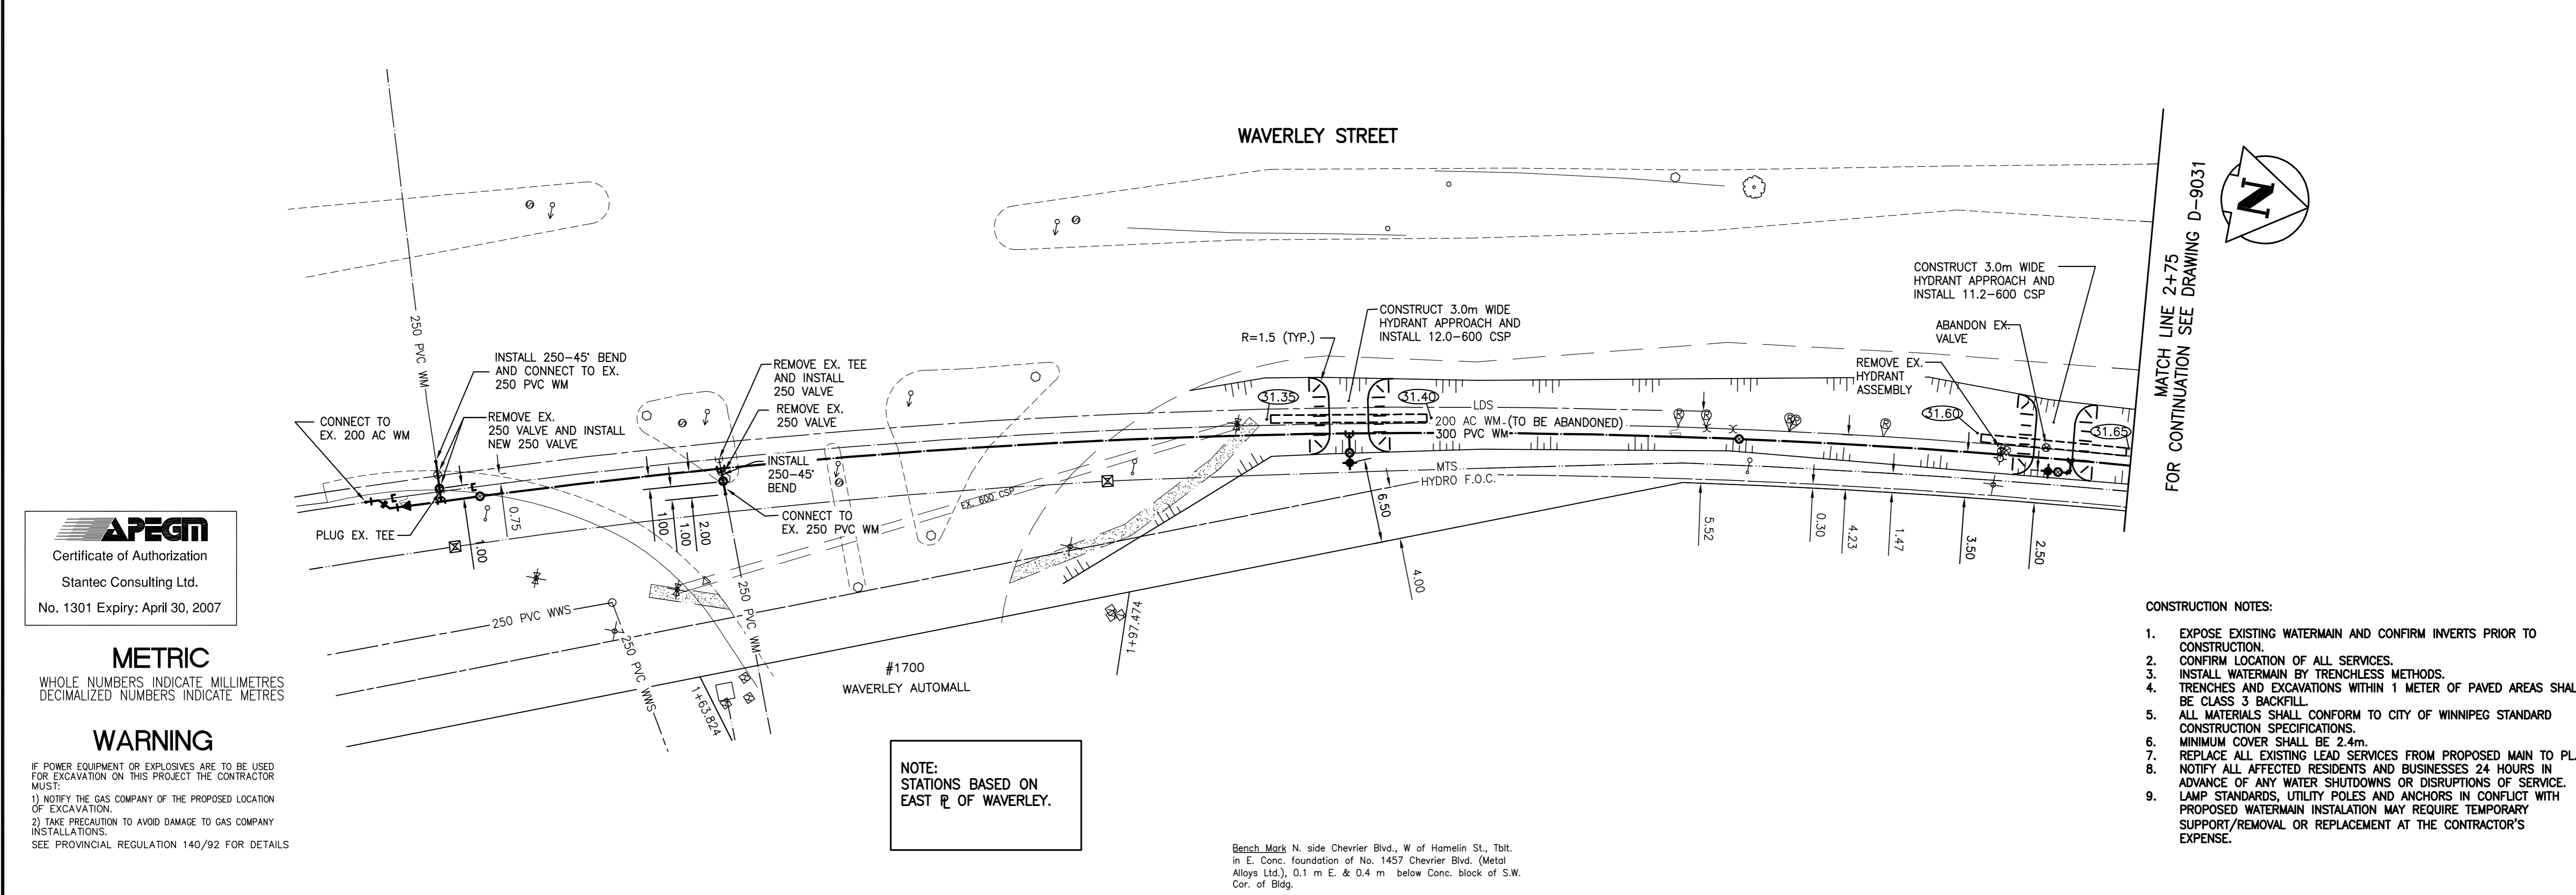 WAVERLEY STREET
MATCH LINE 2+75
FOR CONTINUATION SEE DRAWING D-9031
N
250 PVC WM
INSTALL 250-45° BEND
AND CONNECT TO EX.
250 PVC WM
CONNECT TO
EX. 200 AC WM
REMOVE EX.
250 VALVE AND INSTALL
NEW 250 VALVE
PLUG EX. TEE
E
E
1.00
0.75
REMOVE EX. TEE
AND INSTALL
250 VALVE
REMOVE EX.
250 VALVE
INSTALL
250-45°
BEND
CONNECT TO
EX. 250 PVC WM
1.00
1.00
2.00
250 PVC WM
EX. 600 CSP
R=1.5 (TYP.)
CONSTRUCT 3.0m WIDE
HYDRANT APPROACH AND
INSTALL 12.0-600 CSP
31.35
31.40
LDS
200 AC WM (TO BE ABANDONED)
300 PVC WM
MTS
HYDRO F.O.C.
6.50
4.00
R
R
R
R
R
5.52
0.30
4.23
1.47
3.50
2.50
CONSTRUCT 3.0m WIDE
HYDRANT APPROACH AND
INSTALL 11.2-600 CSP
ABANDON EX.
VALVE
REMOVE EX.
HYDRANT
ASSEMBLY
31.60
31.65
250 PVC WWS
250 PVC WWS
1+63.824
1+97.474
#1700
WAVERLEY AUTOMALL
APEGM
Certificate of Authorization
Stantec Consulting Ltd.
No. 1301 Expiry: April 30, 2007
METRIC
WHOLE NUMBERS INDICATE MILLIMETRES
DECIMALIZED NUMBERS INDICATE METRES
WARNING
IF POWER EQUIPMENT OR EXPLOSIVES ARE TO BE USED
FOR EXCAVATION ON THIS PROJECT THE CONTRACTOR
MUST:
1) NOTIFY THE GAS COMPANY OF THE PROPOSED LOCATION
OF EXCAVATION.
2) TAKE PRECAUTION TO AVOID DAMAGE TO GAS COMPANY
INSTALLATIONS.
SEE PROVINCIAL REGULATION 140/92 FOR DETAILS
NOTE:
STATIONS BASED ON
EAST ⅊ OF WAVERLEY.
Bench Mark N. side Chevrier Blvd., W of Hamelin St., Tblt.
in E. Conc. foundation of No. 1457 Chevrier Blvd. (Metal
Alloys Ltd.), 0.1 m E. & 0.4 m below Conc. block of S.W.
Cor. of Bldg.
CONSTRUCTION NOTES:
1. EXPOSE EXISTING WATERMAIN AND CONFIRM INVERTS PRIOR TO
CONSTRUCTION.
2. CONFIRM LOCATION OF ALL SERVICES.
3. INSTALL WATERMAIN BY TRENCHLESS METHODS.
4. TRENCHES AND EXCAVATIONS WITHIN 1 METER OF PAVED AREAS SHAL
BE CLASS 3 BACKFILL.
5. ALL MATERIALS SHALL CONFORM TO CITY OF WINNIPEG STANDARD
CONSTRUCTION SPECIFICATIONS.
6. MINIMUM COVER SHALL BE 2.4m.
7. REPLACE ALL EXISTING LEAD SERVICES FROM PROPOSED MAIN TO PL.
8. NOTIFY ALL AFFECTED RESIDENTS AND BUSINESSES 24 HOURS IN
ADVANCE OF ANY WATER SHUTDOWNS OR DISRUPTIONS OF SERVICE.
9. LAMP STANDARDS, UTILITY POLES AND ANCHORS IN CONFLICT WITH
PROPOSED WATERMAIN INSTALATION MAY REQUIRE TEMPORARY
SUPPORT/REMOVAL OR REPLACEMENT AT THE CONTRACTOR'S
EXPENSE.